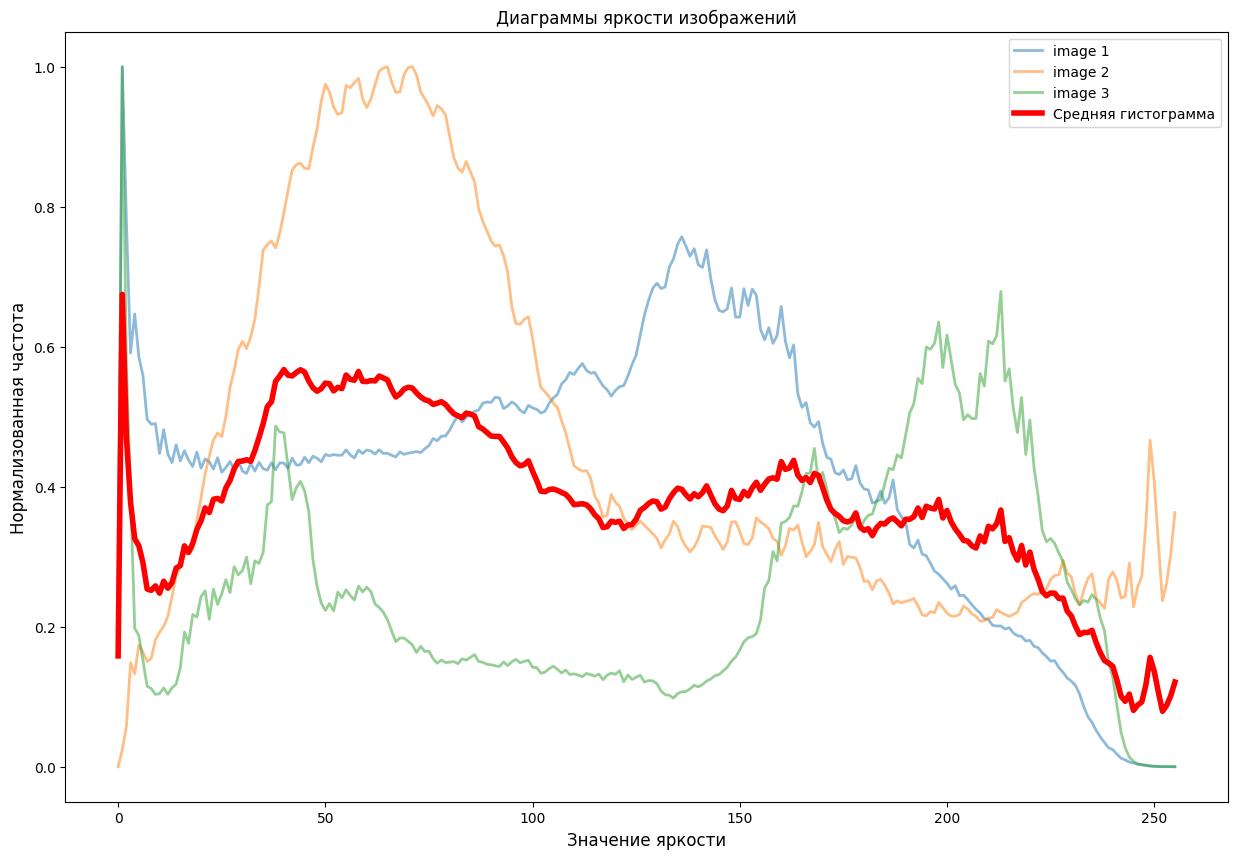 Диаграммы яркости изображений
image 1
image 2
image 3
Средняя гистограмма
Нормализованная частота
1.0
0.8
0.6
0.4
0.2
0.0
0
50
100
150
200
250
Значение яркости